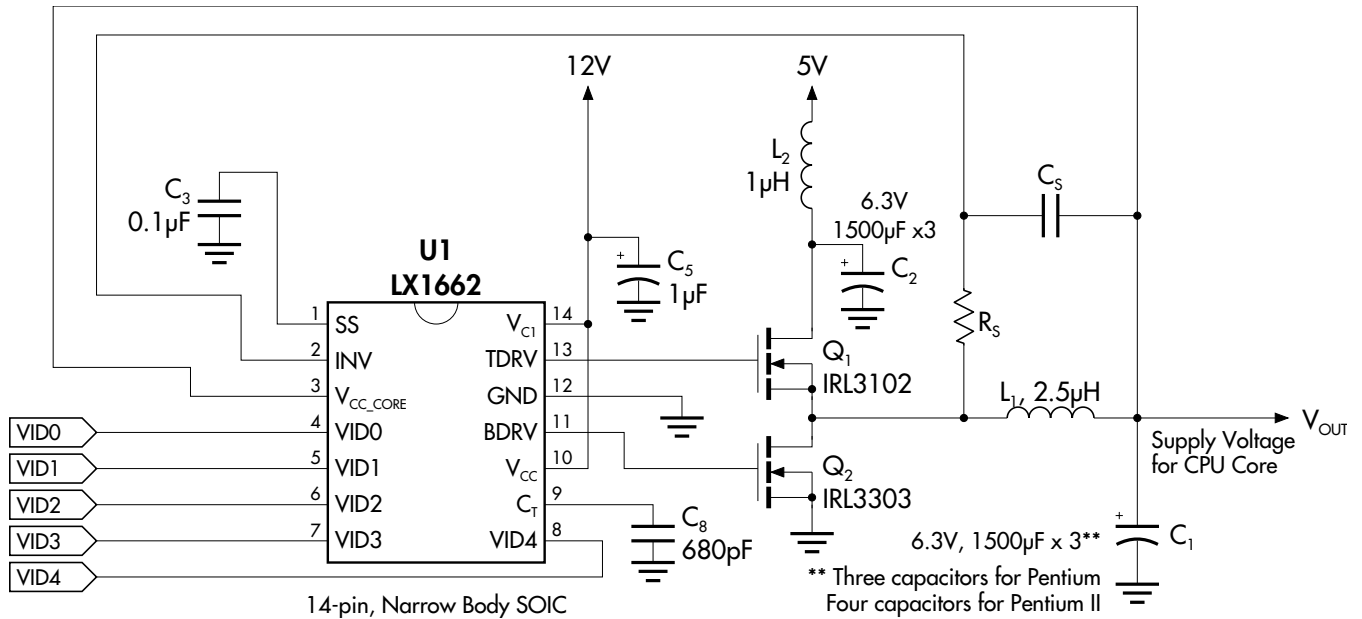 12V
5V
L2
1µH
C3
0.1µF
6.3V
1500µF x3
CS
U1
LX1662
C5
1µF
C2
1
SS
VC1
14
2
INV
TDRV
13
3
VCC_CORE
GND
12
4
VID0
BDRV
11
5
VID1
VCC
10
6
VID2
CT
9
7
VID3
VID4
8
VID0
VID1
VID2
VID3
VID4
Q1
IRL3102
RS
L1, 2.5µH
VOUT
Supply Voltage
for CPU Core
Q2
IRL3303
C8
680pF
+
+
+
6.3V, 1500µF x 3**
C1
** Three capacitors for Pentium
Four capacitors for Pentium II
14-pin, Narrow Body SOIC